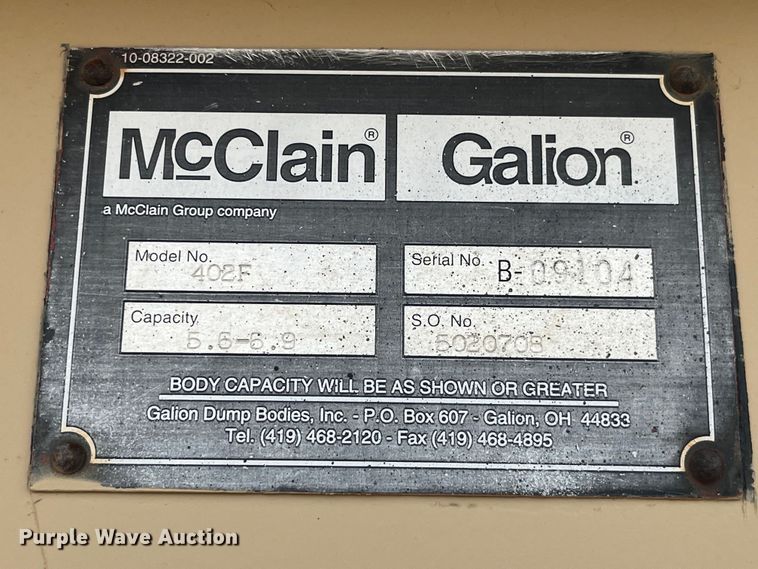 10-08322-002
McClain® Galion®
a McClain Group company
Model No. 402F
Serial No. B-09104
Capacity 5.6-6.9
S.O. No. 5020708
BODY CAPACITY WILL BE AS SHOWN OR GREATER
Galion Dump Bodies, Inc. - P.O. Box 607 - Galion, OH 44833
Tel. (419) 468-2120 - Fax (419) 468-4895
Purple Wave Auction